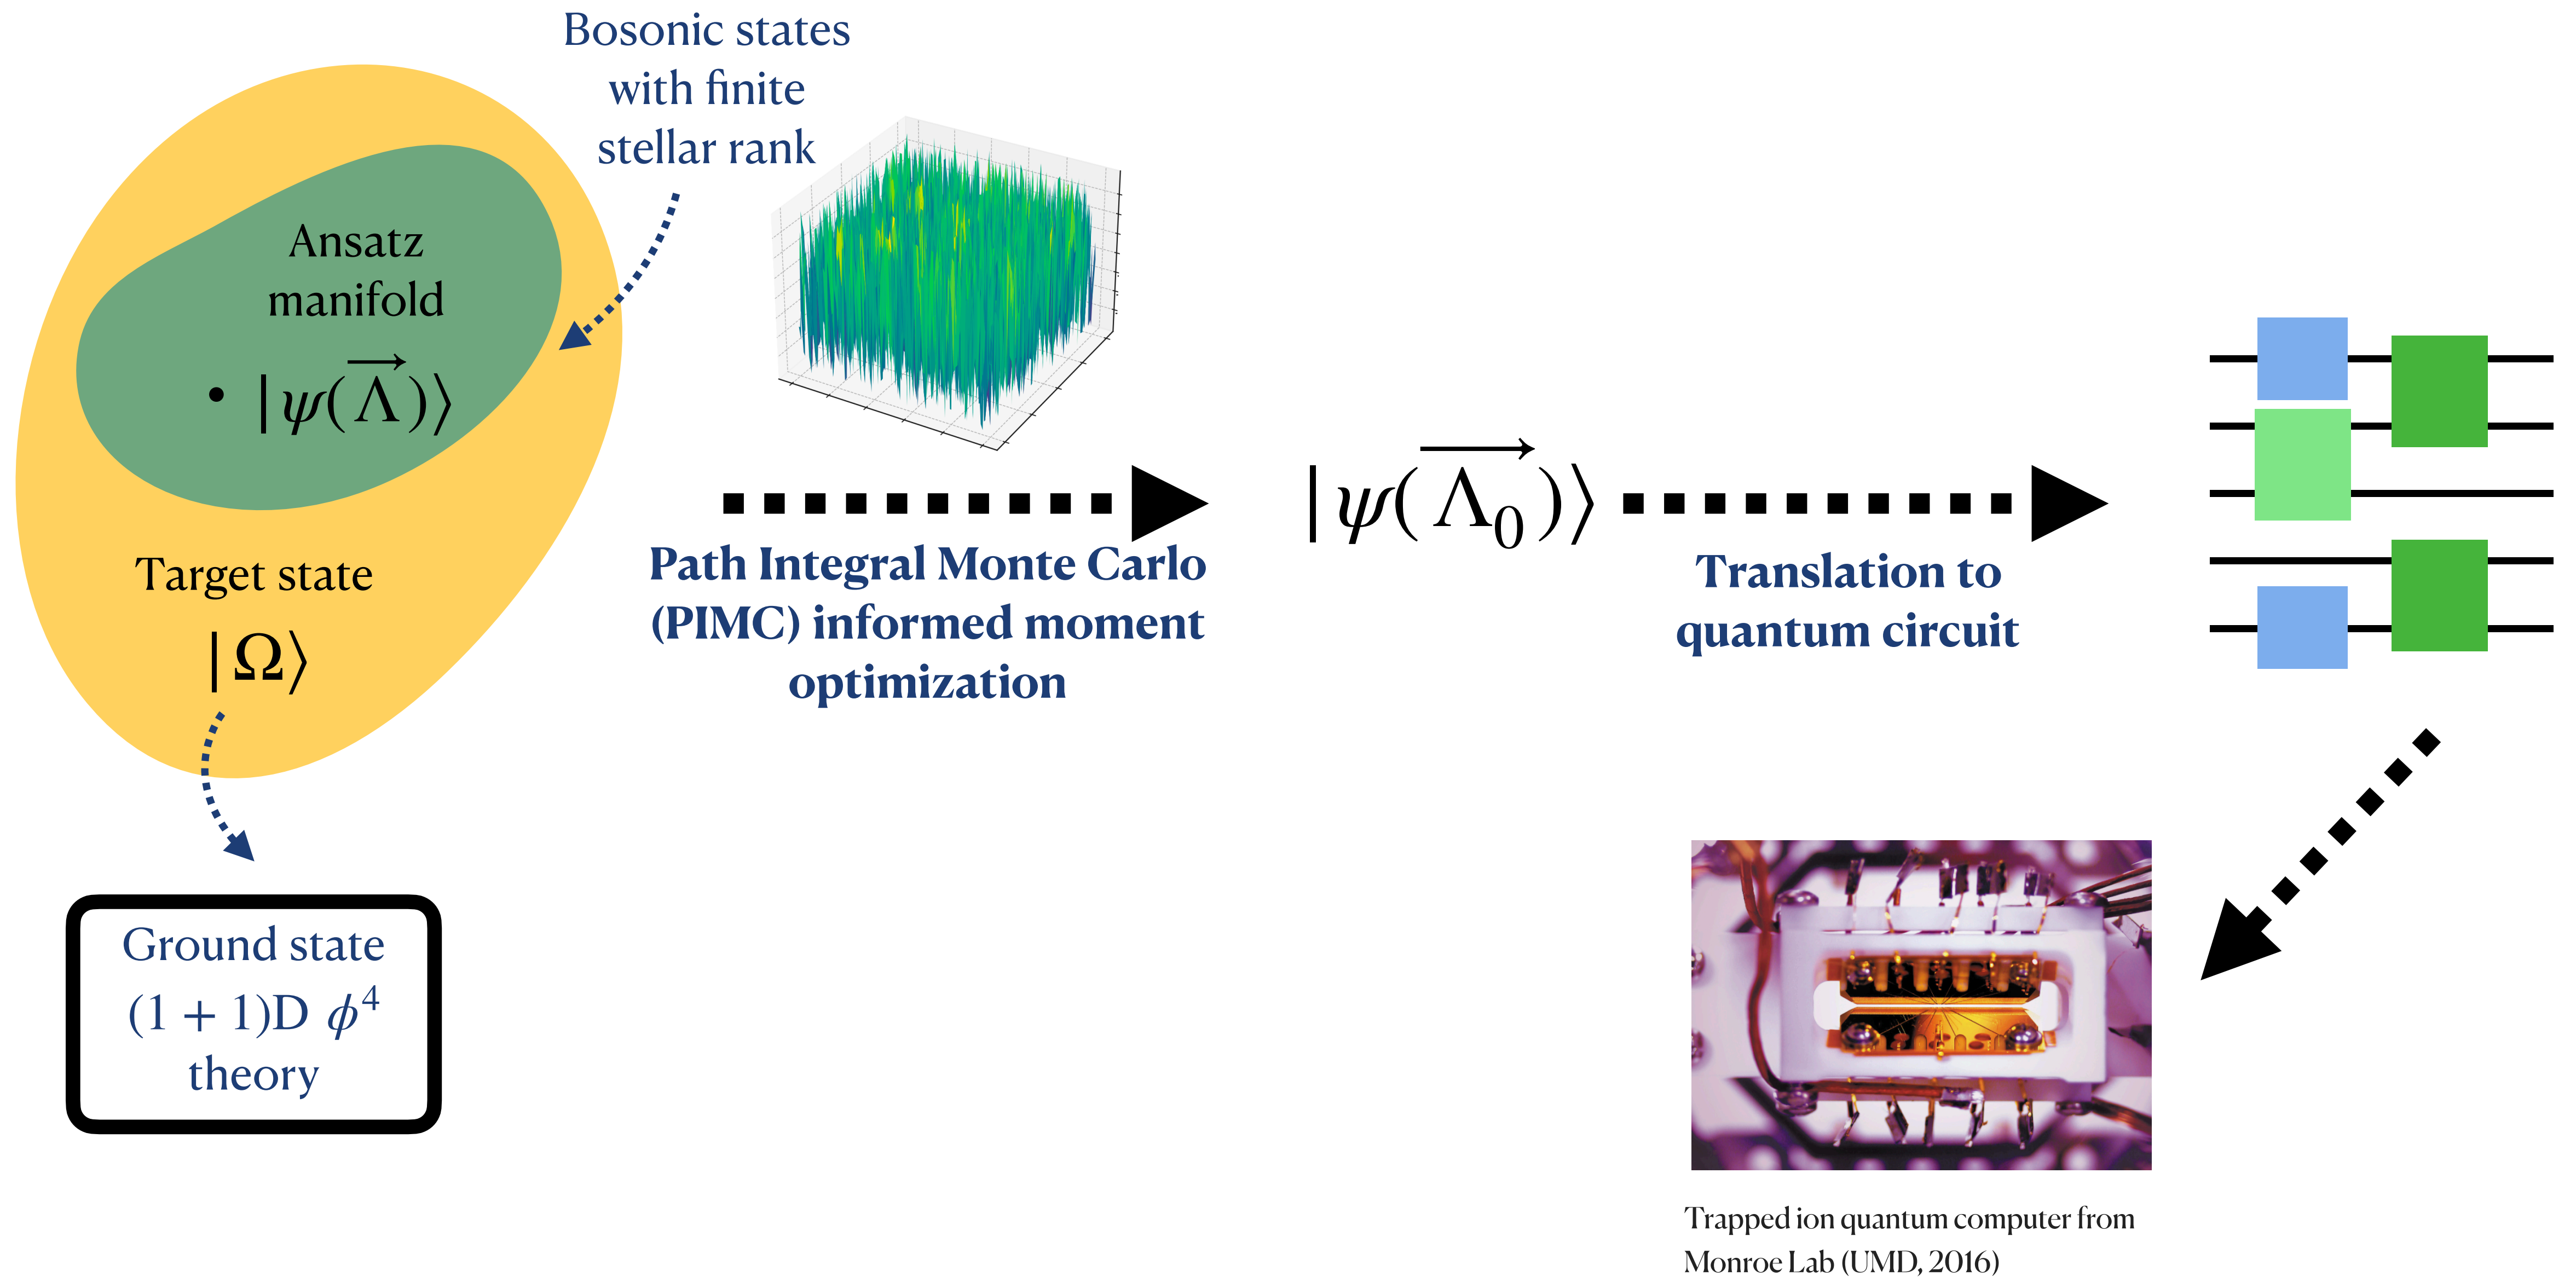 Bosonic states
with finite
stellar rank
Ansatz
manifold
• |ψ(Λ⃗)⟩
Target state
|Ω⟩
Ground state
(1 + 1)D ϕ⁴
theory
Path Integral Monte Carlo
(PIMC) informed moment
optimization
|ψ(Λ⃗₀)⟩
Translation to
quantum circuit
Trapped ion quantum computer from
Monroe Lab (UMD, 2016)